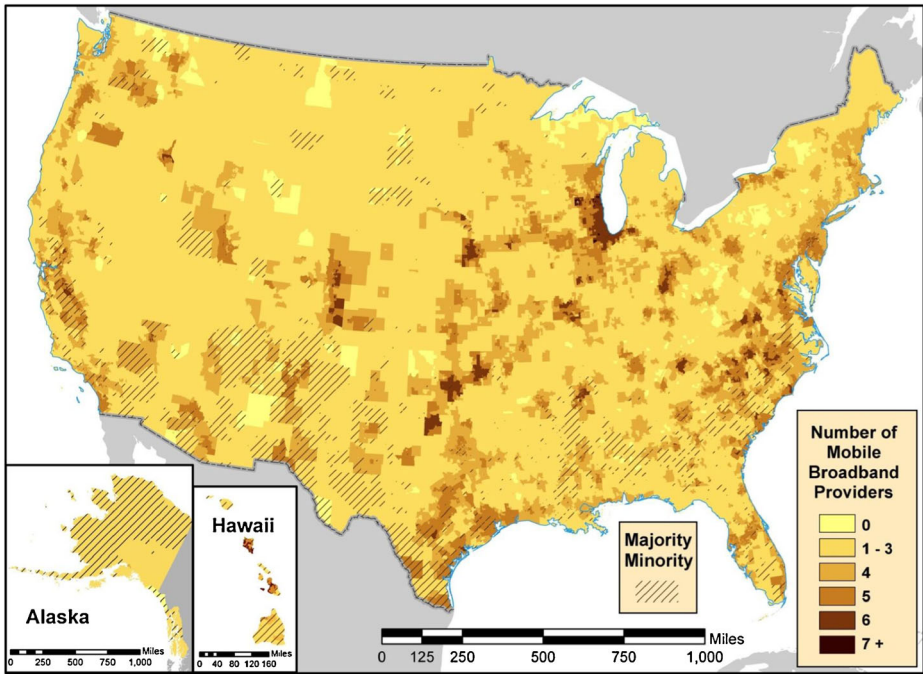 Number of
Mobile
Broadband
Providers
0
1 - 3
4
5
6
7 +
Majority
Minority
Hawaii
Alaska
Miles
0 250 500 750 1,000
Miles
0 40 80 120 160
Miles
0 125 250 500 750 1,000